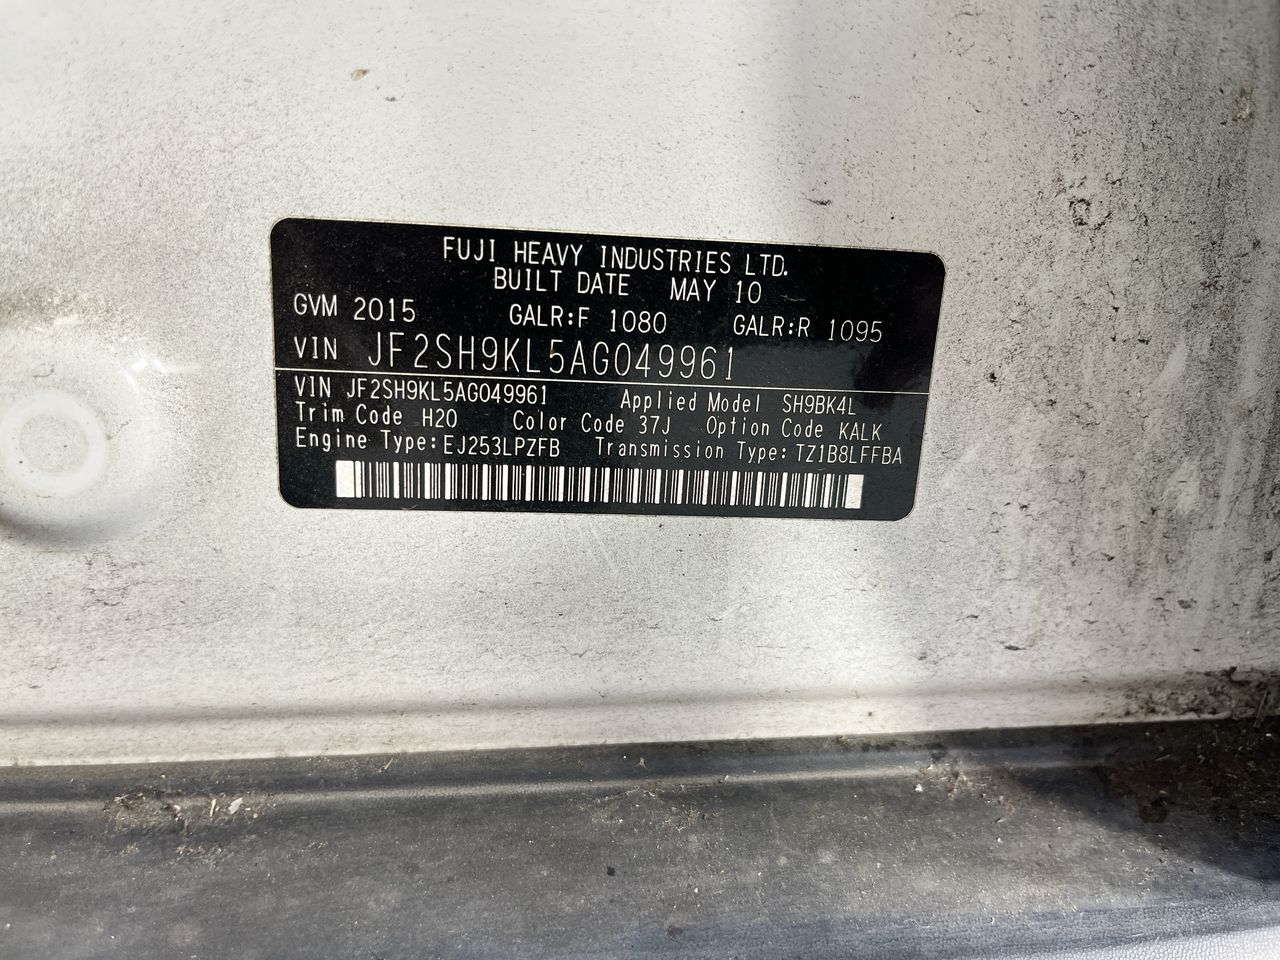 FUJI HEAVY INDUSTRIES LTD.
BUILT DATE MAY 10
GVM 2015 GALR:F 1080 GALR:R 1095
VIN JF2SH9KL5AG049961
VIN JF2SH9KL5AG049961 Applied Model SH9BK4L
Trim Code H20 Color Code 37J Option Code KALK
Engine Type: EJ253LPZFB Transmission Type: TZ1B8LFFBA